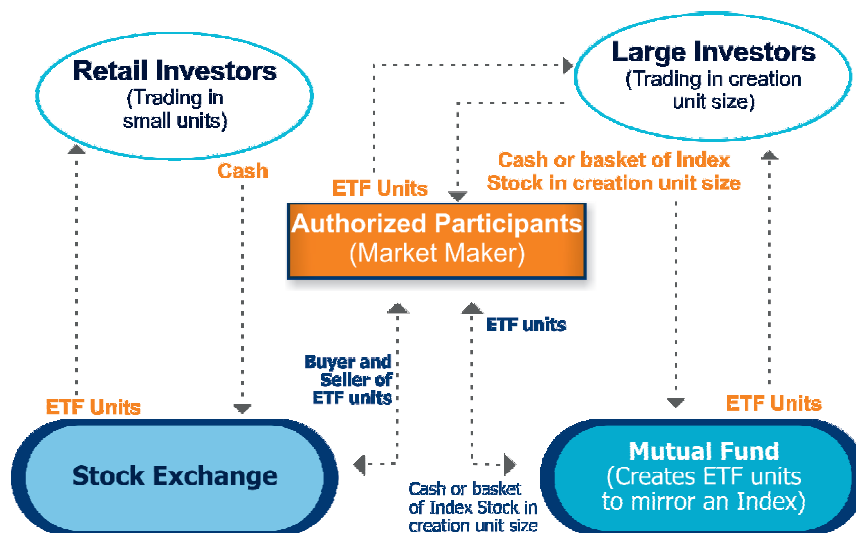 Retail Investors
(Trading in
small units)
Large Investors
(Trading in creation
unit size)
Cash
ETF Units
Cash or basket of Index
Stock in creation unit size
Authorized Participants
(Market Maker)
ETF units
Buyer and
Seller of
ETF units
ETF Units
ETF Units
Stock Exchange
Mutual Fund
(Creates ETF units
to mirror an Index)
Cash or basket
of Index Stock in
creation unit size